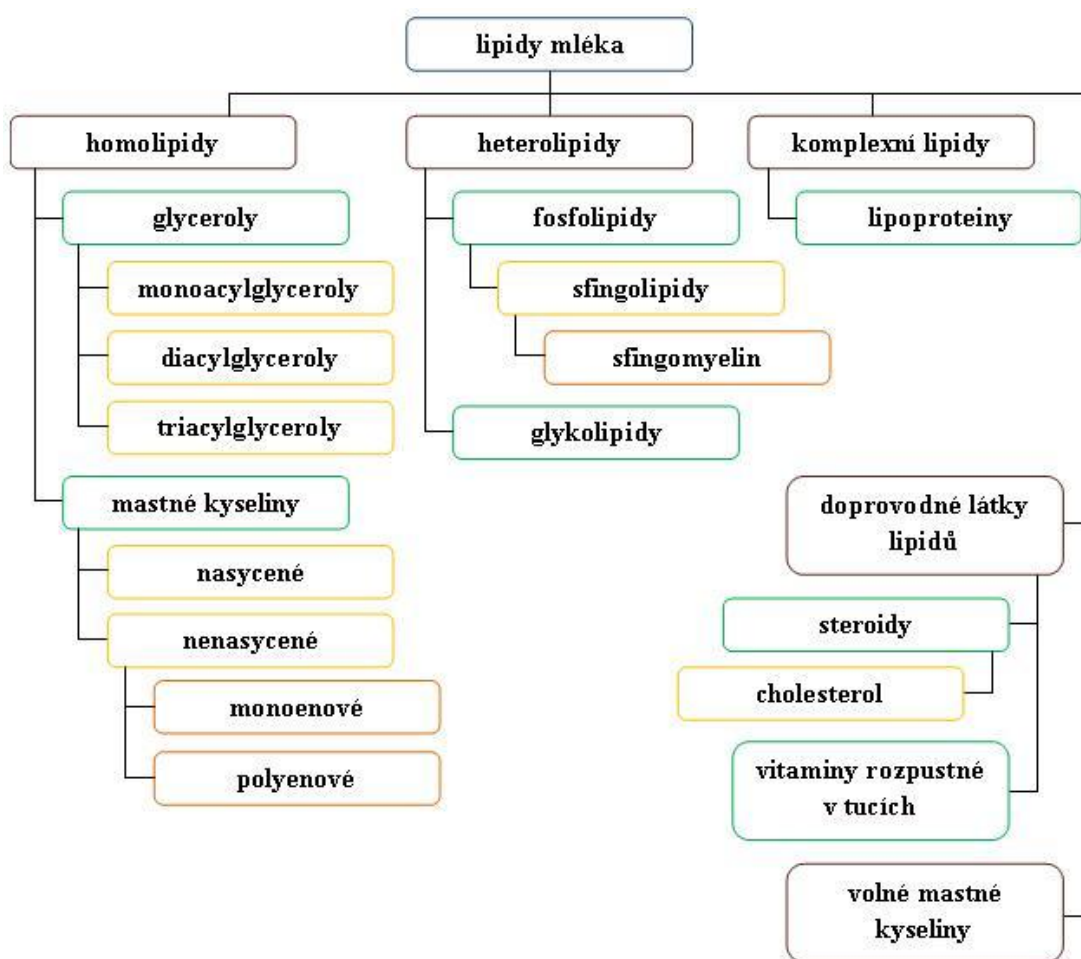 lipidy mléka
homolipidy
glyceroly
monoacylglyceroly
diacylglyceroly
triacylglyceroly
mastné kyseliny
nasycené
nenasycené
monoenové
polyenové
heterolipidy
fosfolipidy
sfingolipidy
sfingomyelin
glykolipidy
komplexní lipidy
lipoproteiny
doprovodné látky
lipidů
steroidy
cholesterol
vitaminy rozpustné
v tucích
volné mastné
kyseliny